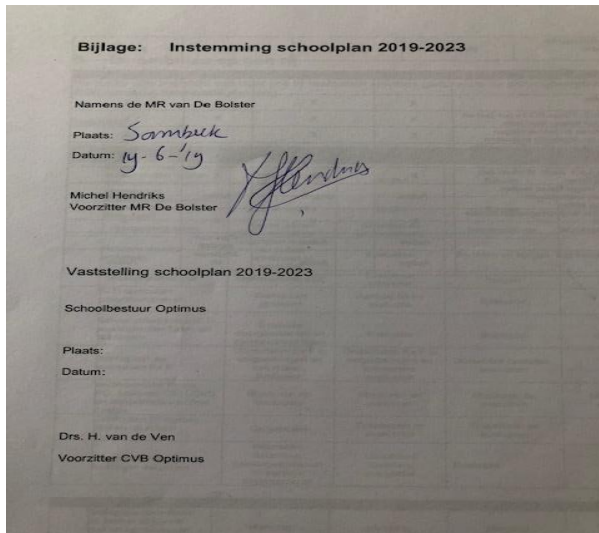 Bijlage: Instemming schoolplan 2019-2023
Namens de MR van De Bolster
Plaats: Sambeek
Datum: 19-6-'19
Michel Hendriks
Voorzitter MR De Bolster
Vaststelling schoolplan 2019-2023
Schoolbestuur Optimus
Plaats:
Datum:
Drs. H. van de Ven
Voorzitter CVB Optimus